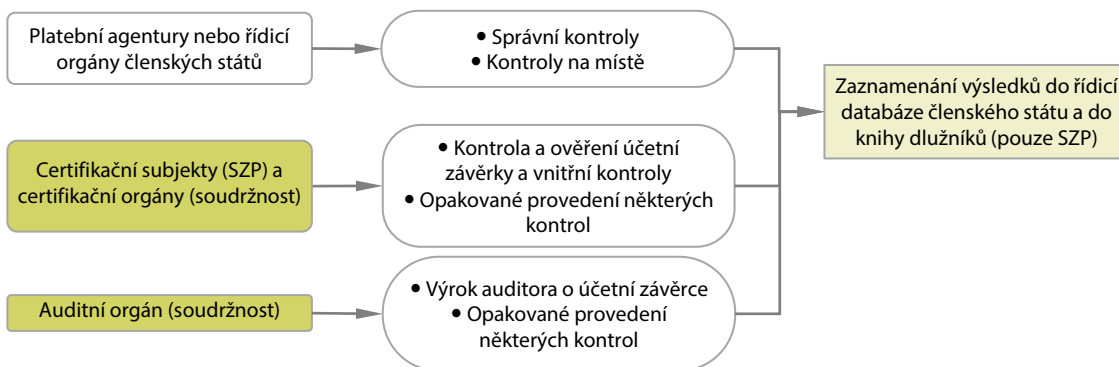 Platební agentury nebo řídicí
orgány členských států
• Správní kontroly
• Kontroly na místě
Zaznamenání výsledků do řídicí
databáze členského státu a do
knihy dlužníků (pouze SZP)
Certifikační subjekty (SZP) a
certifikační orgány (soudržnost)
• Kontrola a ověření účetní
závěrky a vnitřní kontroly
• Opakované provedení některých
kontrol
Auditní orgán (soudržnost)
• Výrok auditora o účetní závěrce
• Opakované provedení
některých kontrol